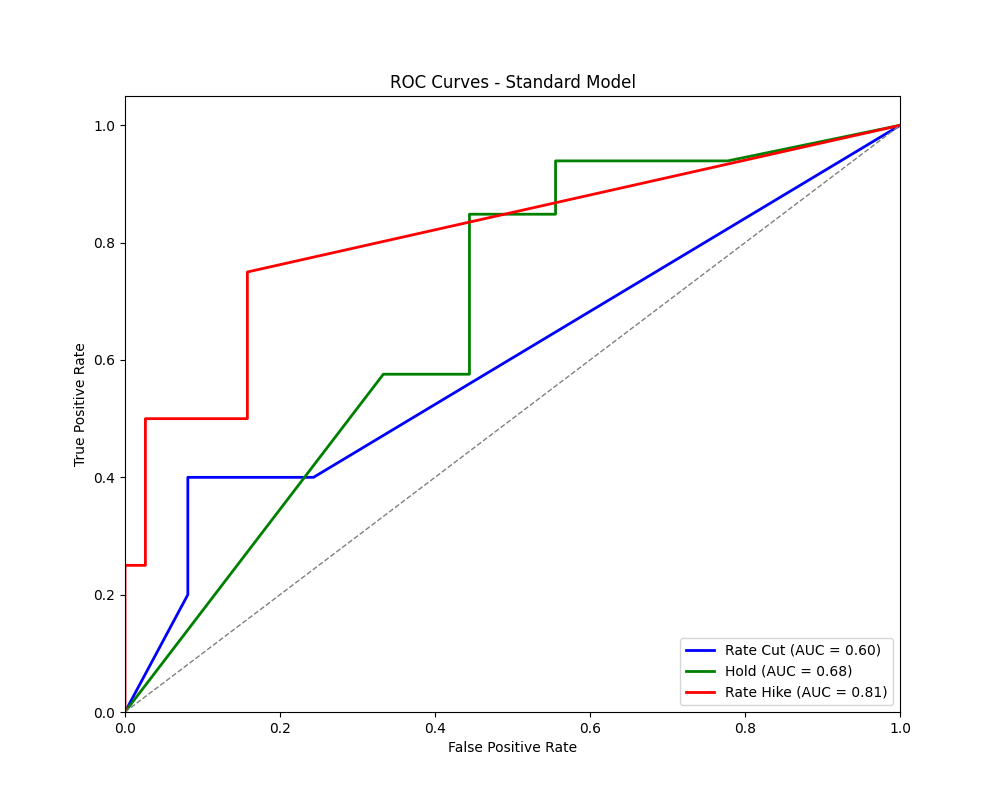 ROC Curves - Standard Model
True Positive Rate
1.0
0.8
0.6
0.4
0.2
0.0
0.0 0.2 0.4 0.6 0.8 1.0
False Positive Rate
Rate Cut (AUC = 0.60)
Hold (AUC = 0.68)
Rate Hike (AUC = 0.81)